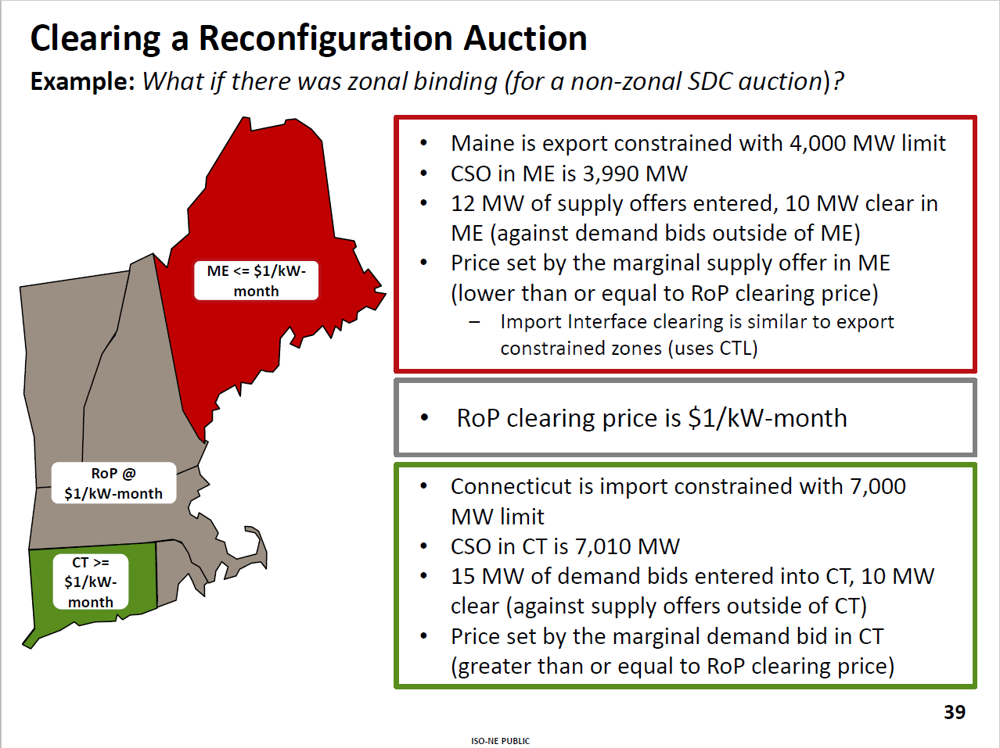 Clearing a Reconfiguration Auction
Example: What if there was zonal binding (for a non-zonal SDC auction)?
ME <= $1/kW-
month
RoP @
$1/kW-month
CT >=
$1/kW-
month
• Maine is export constrained with 4,000 MW limit
• CSO in ME is 3,990 MW
• 12 MW of supply offers entered, 10 MW clear in
ME (against demand bids outside of ME)
• Price set by the marginal supply offer in ME
(lower than or equal to RoP clearing price)
– Import Interface clearing is similar to export
constrained zones (uses CTL)
• RoP clearing price is $1/kW-month
• Connecticut is import constrained with 7,000
MW limit
• CSO in CT is 7,010 MW
• 15 MW of demand bids entered into CT, 10 MW
clear (against supply offers outside of CT)
• Price set by the marginal demand bid in CT
(greater than or equal to RoP clearing price)
39
ISO-NE PUBLIC